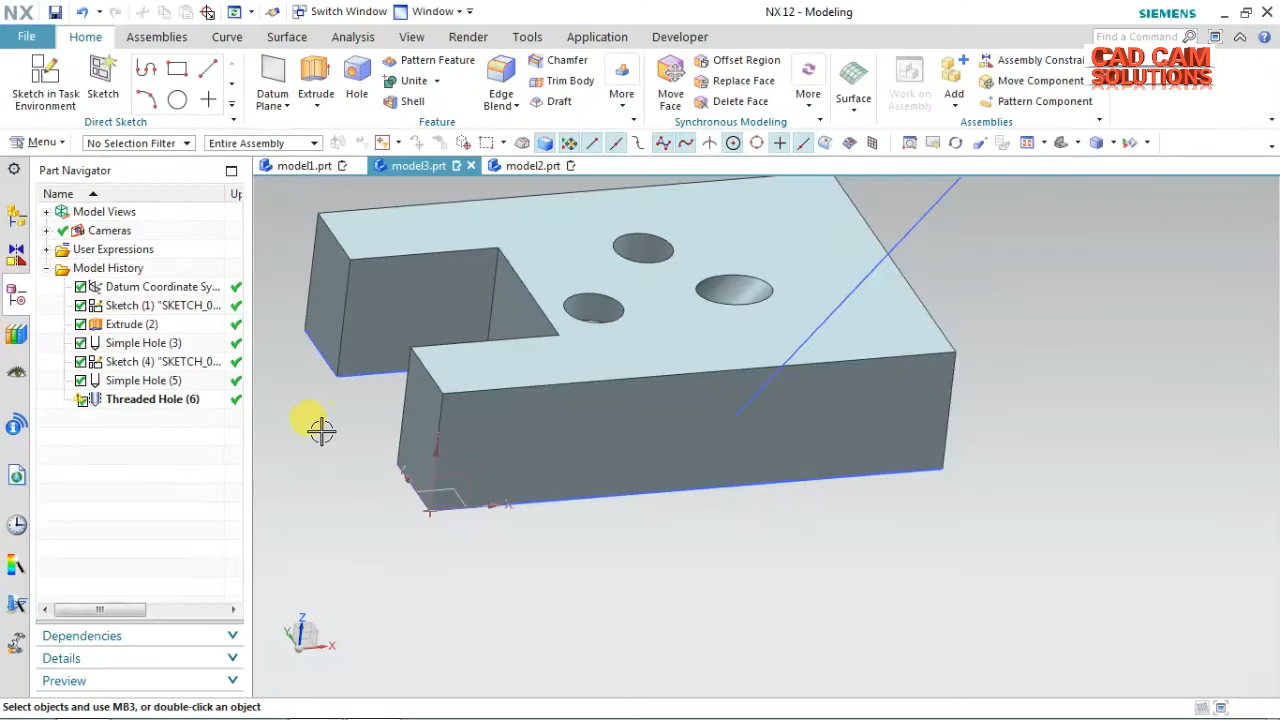 NX
Switch Window
Window
NX 12 - Modeling
SIEMENS
File
Home
Assemblies
Curve
Surface
Analysis
View
Render
Tools
Application
Developer
Find a Command
CAD CAM
SOLUTIONS
Sketch in Task
Environment
Sketch
Direct Sketch
Datum
Plane
Extrude
Hole
Pattern Feature
Unite
Shell
Edge
Blend
Chamfer
Trim Body
Draft
More
Feature
Move
Face
Offset Region
Replace Face
Delete Face
More
Synchronous Modeling
Surface
Work on
Assembly
Add
Assembly Constrai
Move Component
Pattern Component
Assemblies
Menu
No Selection Filter
Entire Assembly
Part Navigator
model1.prt
model3.prt
model2.prt
Name
Up
Model Views
Cameras
User Expressions
Model History
Datum Coordinate Sy...
Sketch (1) "SKETCH_0...
Extrude (2)
Simple Hole (3)
Sketch (4) "SKETCH_0...
Simple Hole (5)
Threaded Hole (6)
X
Z
Y
X
Dependencies
Details
Preview
Select objects and use MB3, or double-click an object